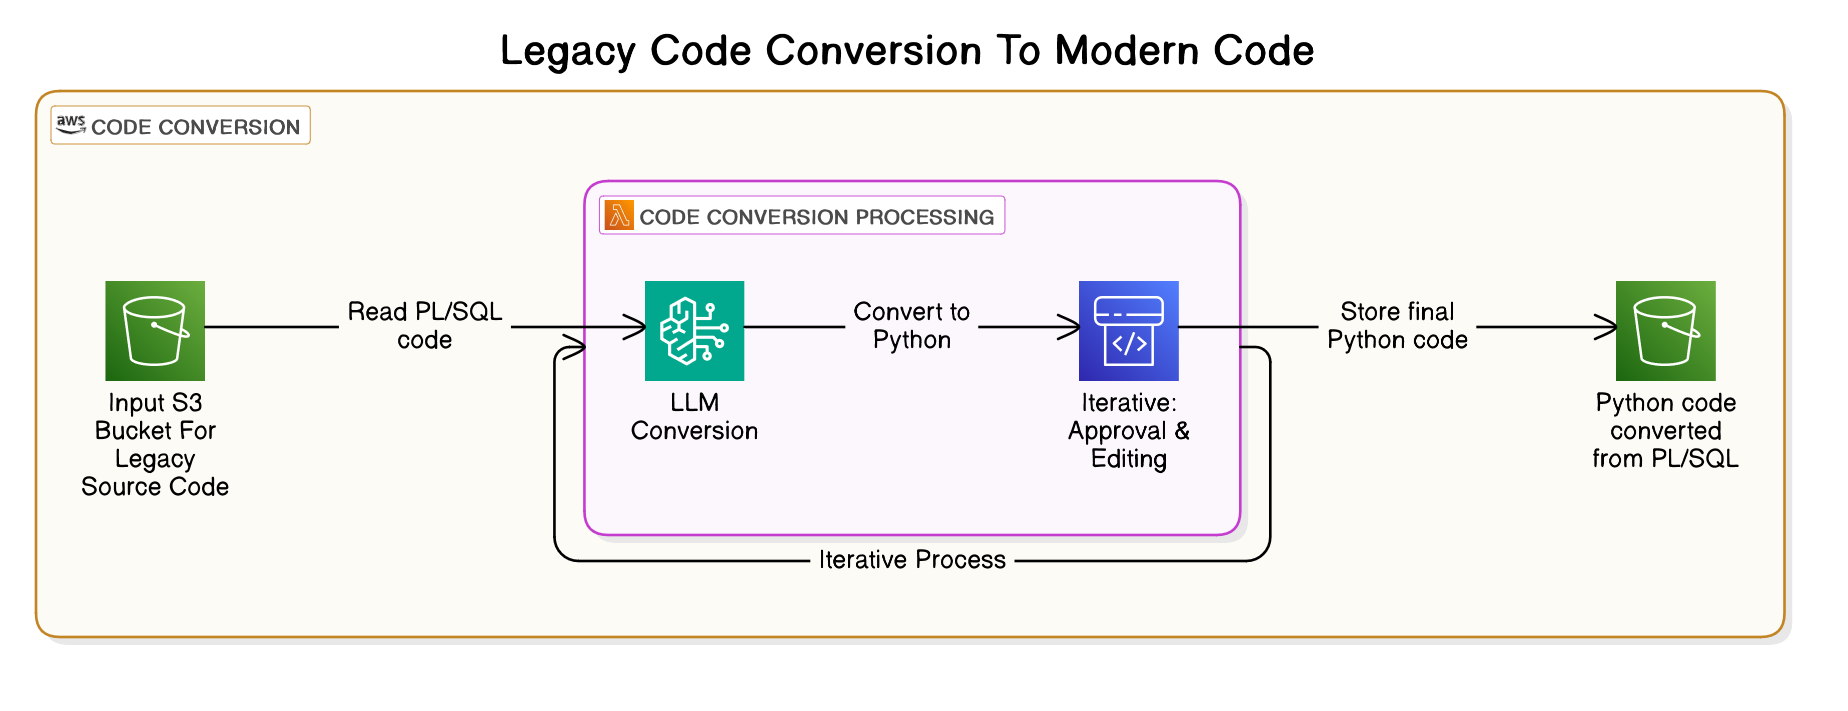 Legacy Code Conversion To Modern Code
aws CODE CONVERSION
CODE CONVERSION PROCESSING
Read PL/SQL
code
Convert to
Python
Store final
Python code
Input S3
Bucket For
Legacy
Source Code
LLM
Conversion
Iterative:
Approval &
Editing
Python code
converted
from PL/SQL
Iterative Process